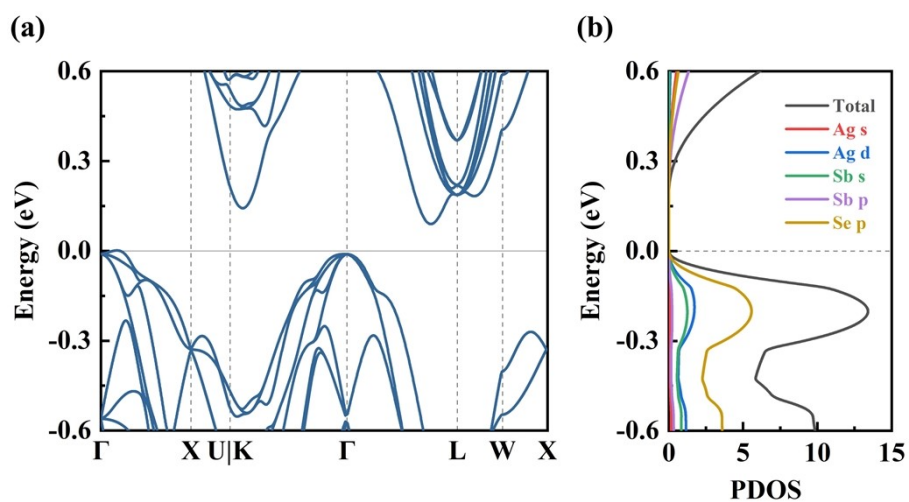 (a)
(b)
Energy (eV)
0.6
0.3
0.0
-0.3
-0.6
Γ X U|K Γ L W X
Energy (eV)
0.6
0.3
0.0
-0.3
-0.6
Total
Ag s
Ag d
Sb s
Sb p
Se p
0 5 10 15
PDOS